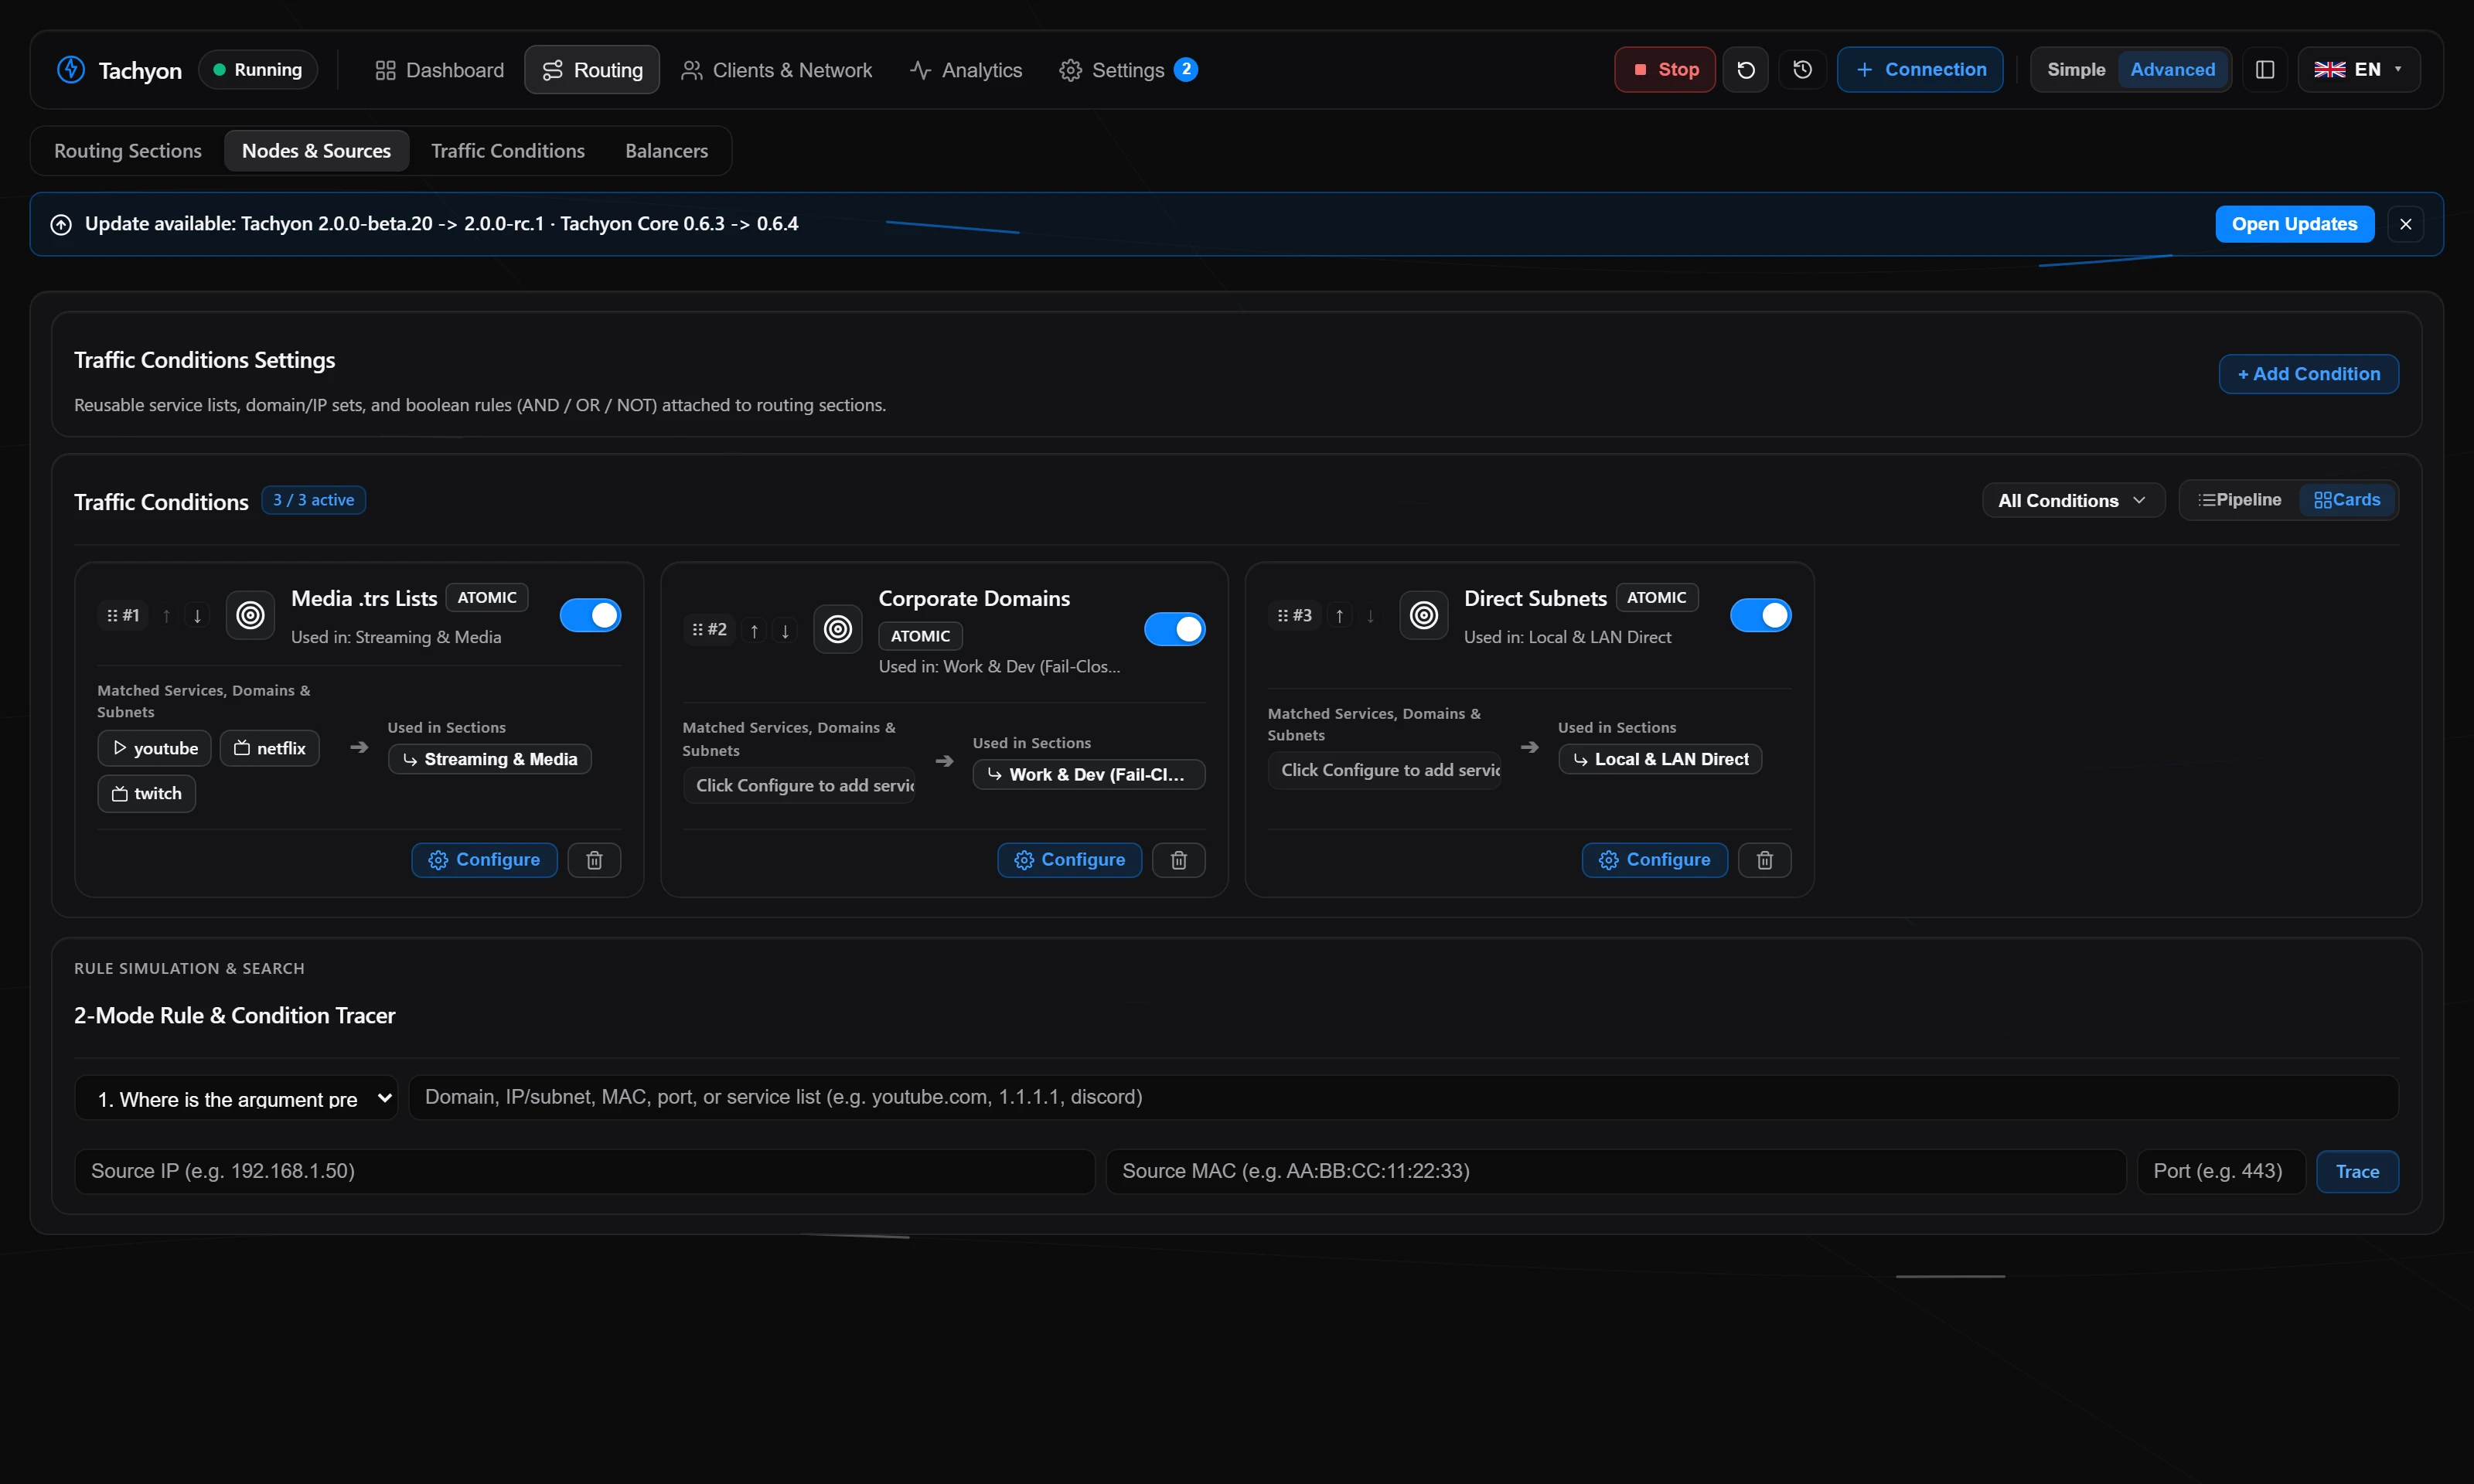 Tachyon Running Dashboard Routing Clients & Network Analytics Settings 2 Stop + Connection Simple Advanced EN
Routing Sections Nodes & Sources Traffic Conditions Balancers
Update available: Tachyon 2.0.0-beta.20 -> 2.0.0-rc.1 · Tachyon Core 0.6.3 -> 0.6.4 Open Updates
Traffic Conditions Settings
Reusable service lists, domain/IP sets, and boolean rules (AND / OR / NOT) attached to routing sections.
+ Add Condition
Traffic Conditions 3 / 3 active All Conditions Pipeline Cards
#1 ↑ ↓ Media .trs Lists ATOMIC
Used in: Streaming & Media
Matched Services, Domains &
Subnets
youtube netflix
twitch
Used in Sections
Streaming & Media
Configure
#2 ↑ ↓ Corporate Domains
ATOMIC
Used in: Work & Dev (Fail-Clos...
Matched Services, Domains &
Subnets
Click Configure to add servic
Used in Sections
Work & Dev (Fail-Cl...
Configure
#3 ↑ ↓ Direct Subnets ATOMIC
Used in: Local & LAN Direct
Matched Services, Domains &
Subnets
Click Configure to add servic
Used in Sections
Local & LAN Direct
Configure
RULE SIMULATION & SEARCH
2-Mode Rule & Condition Tracer
1. Where is the argument pre Domain, IP/subnet, MAC, port, or service list (e.g. youtube.com, 1.1.1.1, discord)
Source IP (e.g. 192.168.1.50) Source MAC (e.g. AA:BB:CC:11:22:33) Port (e.g. 443) Trace